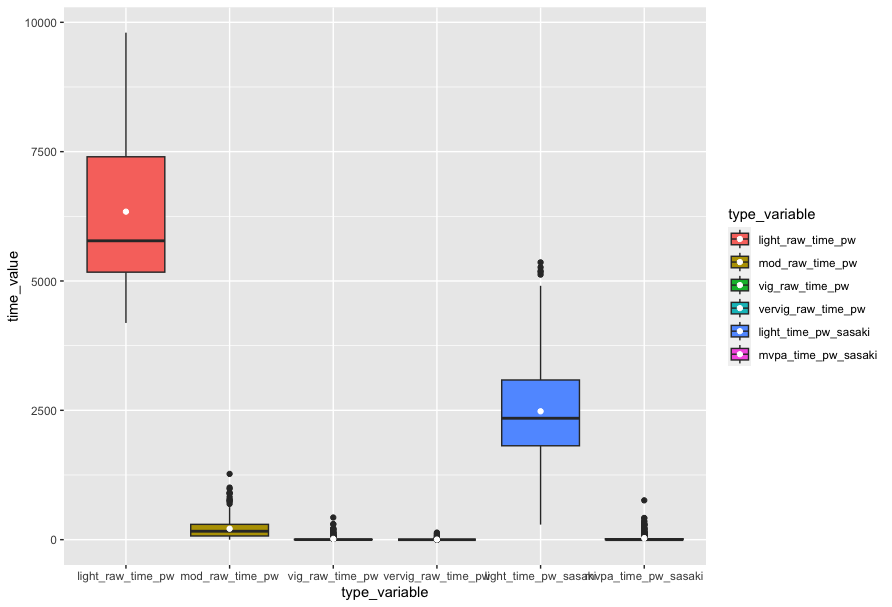 10000
7500
5000
2500
0
time_value
light_raw_time_pw
mod_raw_time_pw
vig_raw_time_pw
vervig_raw_time_pw
light_time_pw_sasaki
mvpa_time_pw_sasaki
type_variable
type_variable
light_raw_time_pw
mod_raw_time_pw
vig_raw_time_pw
vervig_raw_time_pw
light_time_pw_sasaki
mvpa_time_pw_sasaki